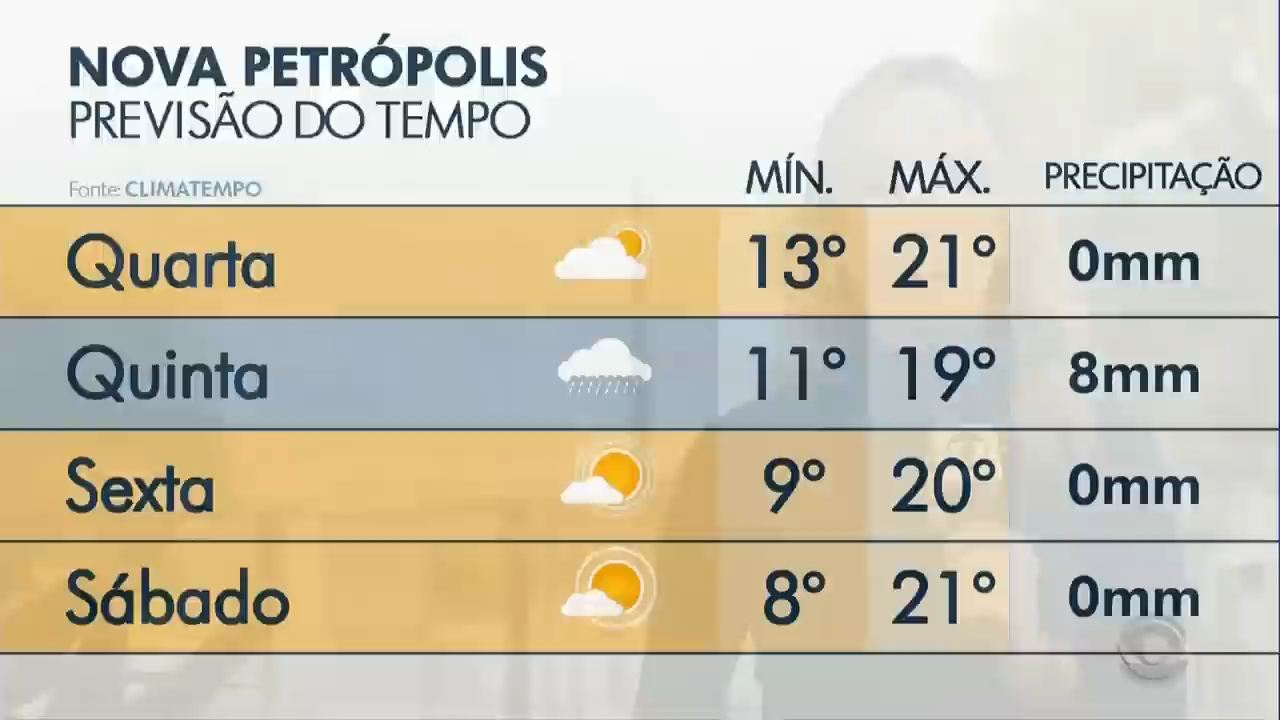 NOVA PETRÓPOLIS
PREVISÃO DO TEMPO
Fonte: CLIMATEMPO
MÍN. MÁX. PRECIPITAÇÃO
Quarta 13° 21° 0mm
Quinta 11° 19° 8mm
Sexta 9° 20° 0mm
Sábado 8° 21° 0mm